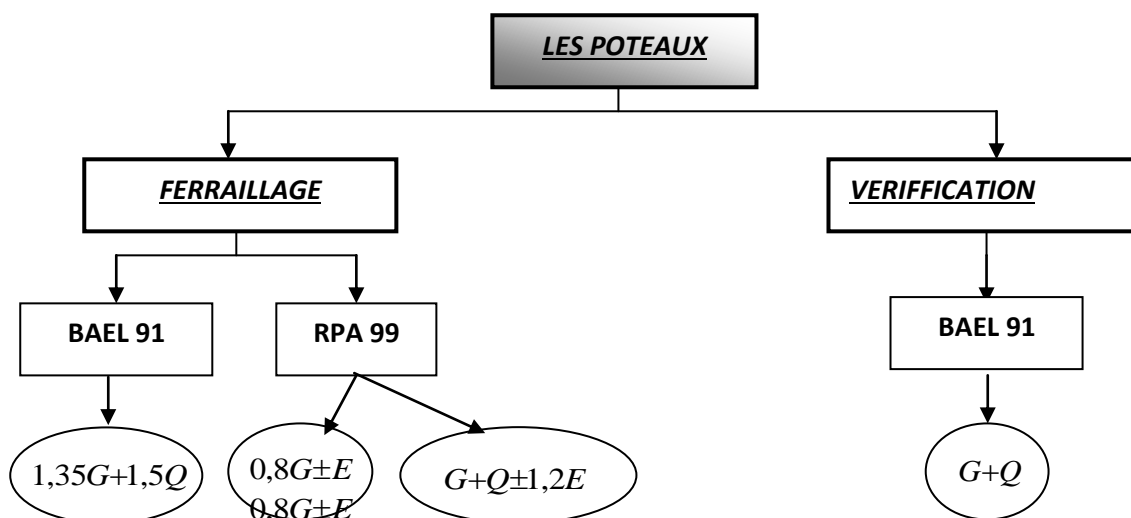 LES POTEAUX
FERRAILLAGE
VERIFFICATION
BAEL 91
RPA 99
BAEL 91
1,35G+1,5Q
0,8G±E
0,8G±E
G+Q±1,2E
G+Q